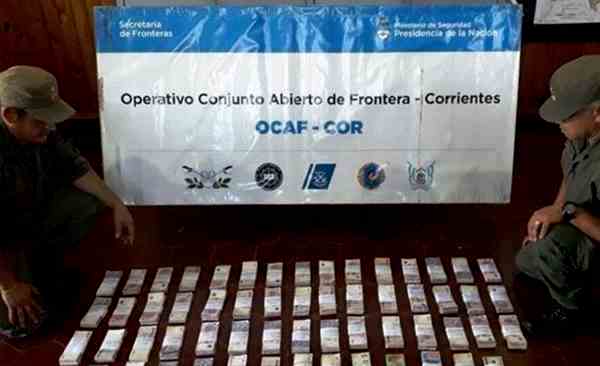 Secretaría
de Fronteras
Ministerio de Seguridad
Presidencia de la Nación
Operativo Conjunto Abierto de Frontera - Corrientes
OCAF - COR